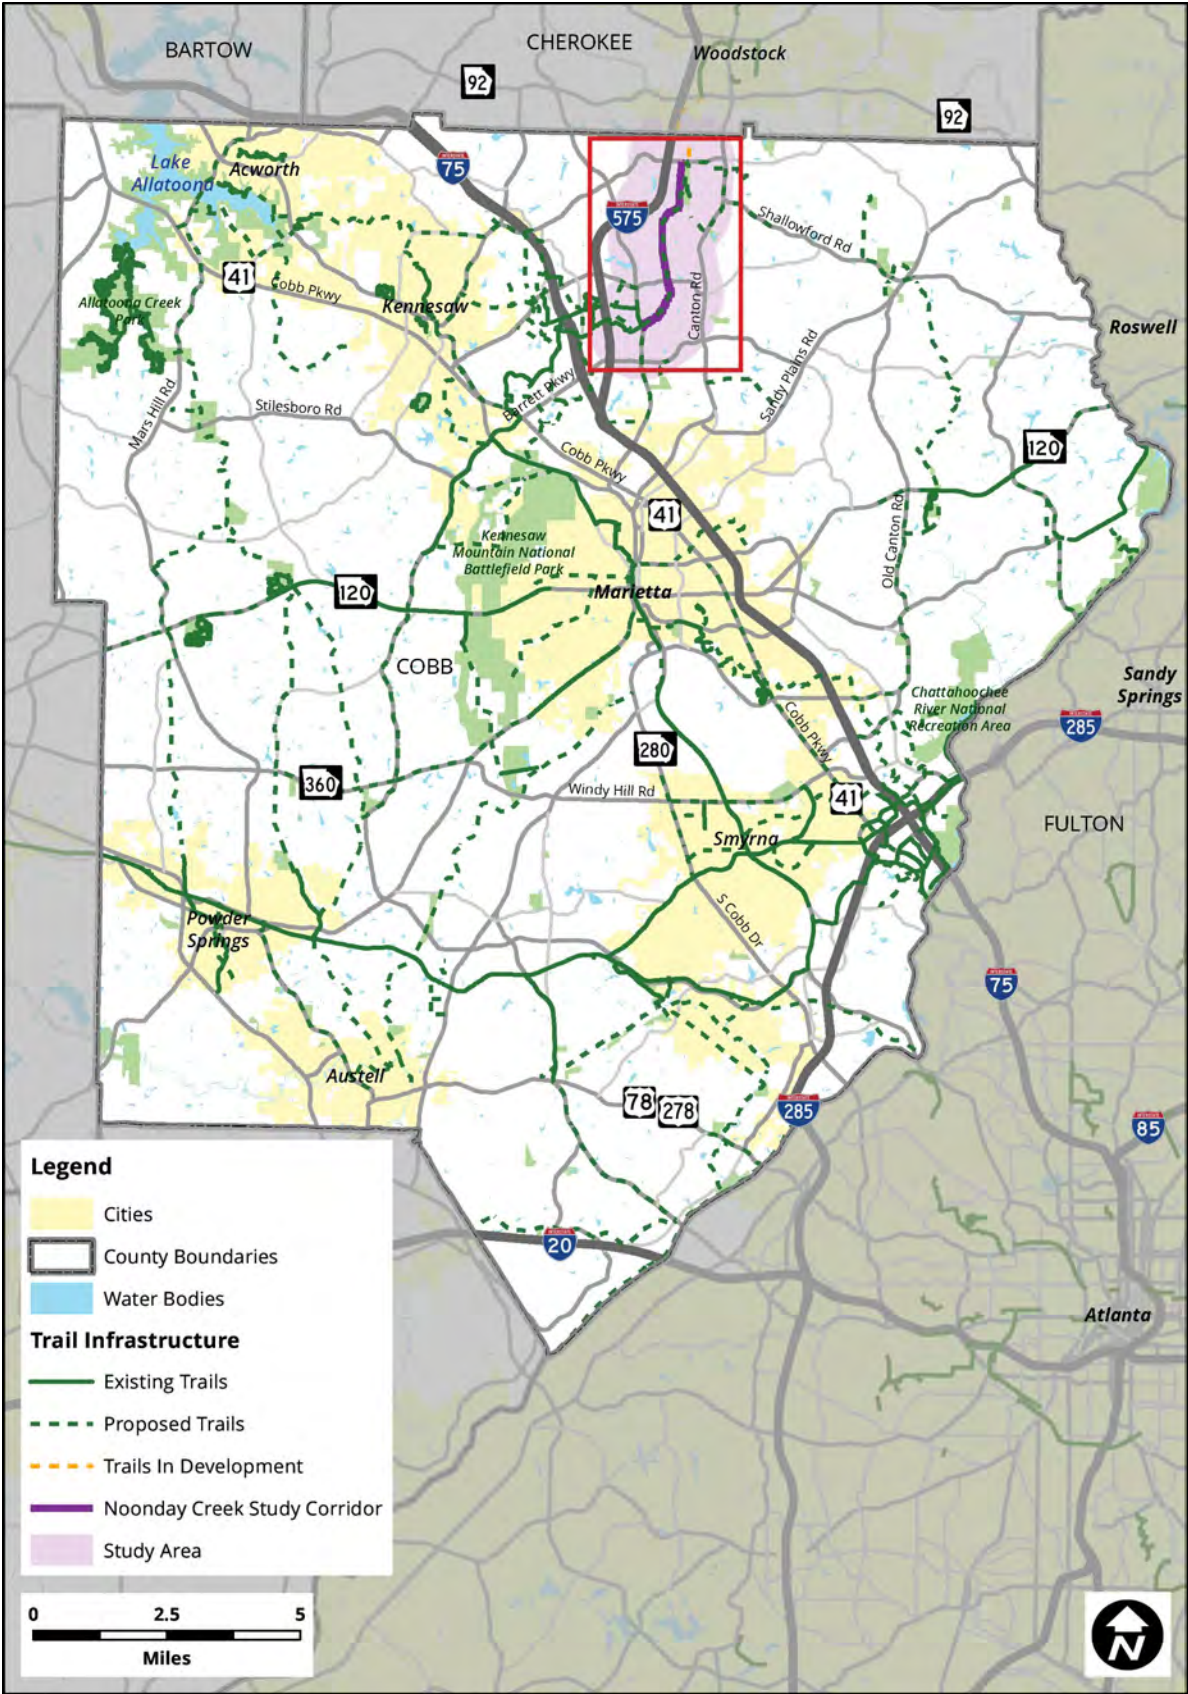 BARTOW
CHEROKEE
Woodstock
92
92
Lake
Allatoona
Acworth
75
575
Shallowford Rd
41
Cobb Pkwy
Kennesaw
Canton Rd
Allatoona Creek
Park
Roswell
Sandy Plains Rd
Barrett Pkwy
Mars Hill Rd
Stilesboro Rd
Cobb Pkwy
120
41
Old Canton Rd
Kennesaw
Mountain National
Battlefield Park
120
Marietta
COBB
Sandy
Springs
Chattahoochee
River National
Recreation Area
285
Cobb Pkwy
280
360
Windy Hill Rd
41
FULTON
Smyrna
S Cobb Dr
Powder
Springs
75
Austell
78
278
285
85
20
Atlanta
Legend
Cities
County Boundaries
Water Bodies
Trail Infrastructure
Existing Trails
Proposed Trails
Trails In Development
Noonday Creek Study Corridor
Study Area
0 2.5 5
Miles
N